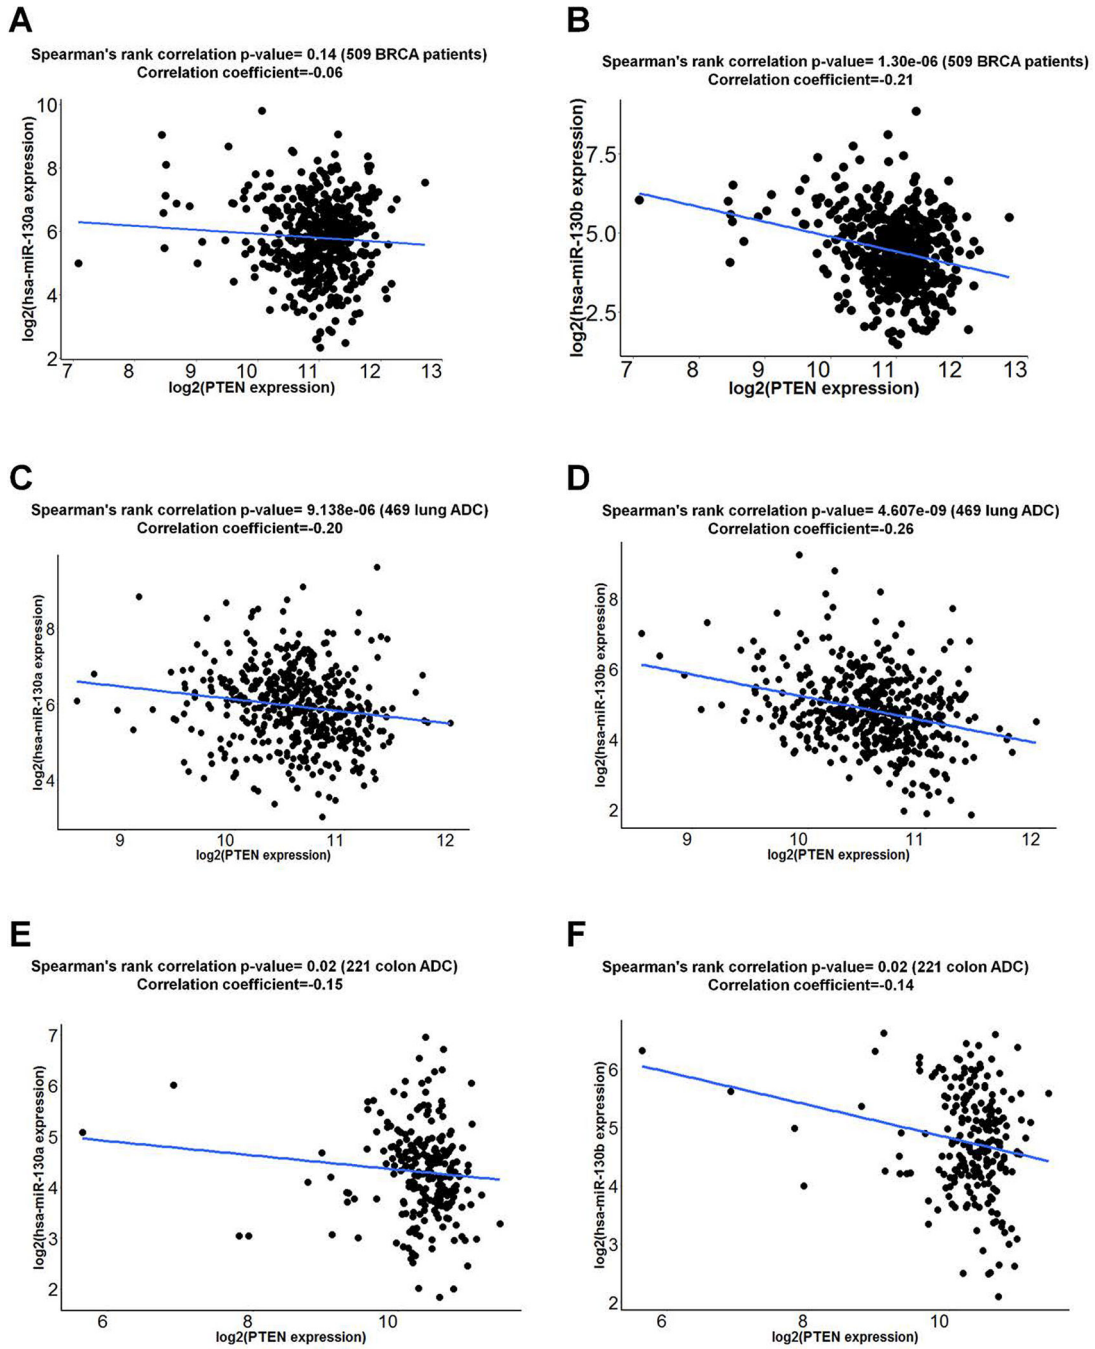 A
Spearman's rank correlation p-value= 0.14 (509 BRCA patients)
Correlation coefficient=-0.06
log2(hsa-miR-130a expression)
10
8
6
4
2
7 8 9 10 11 12 13
log2(PTEN expression)
B
Spearman's rank correlation p-value= 1.30e-06 (509 BRCA patients)
Correlation coefficient=-0.21
log2(hsa-miR-130b expression)
7.5
5.0
2.5
7 8 9 10 11 12 13
log2(PTEN expression)
C
Spearman's rank correlation p-value= 9.138e-06 (469 lung ADC)
Correlation coefficient=-0.20
log2(hsa-miR-130a expression)
8
6
4
9 10 11 12
log2(PTEN expression)
D
Spearman's rank correlation p-value= 4.607e-09 (469 lung ADC)
Correlation coefficient=-0.26
log2(hsa-miR-130b expression)
8
6
4
2
9 10 11 12
log2(PTEN expression)
E
Spearman's rank correlation p-value= 0.02 (221 colon ADC)
Correlation coefficient=-0.15
log2(hsa-miR-130a expression)
7
6
5
4
3
2
6 8 10
log2(PTEN expression)
F
Spearman's rank correlation p-value= 0.02 (221 colon ADC)
Correlation coefficient=-0.14
log2(hsa-miR-130b expression)
6
5
4
3
2
6 8 10
log2(PTEN expression)